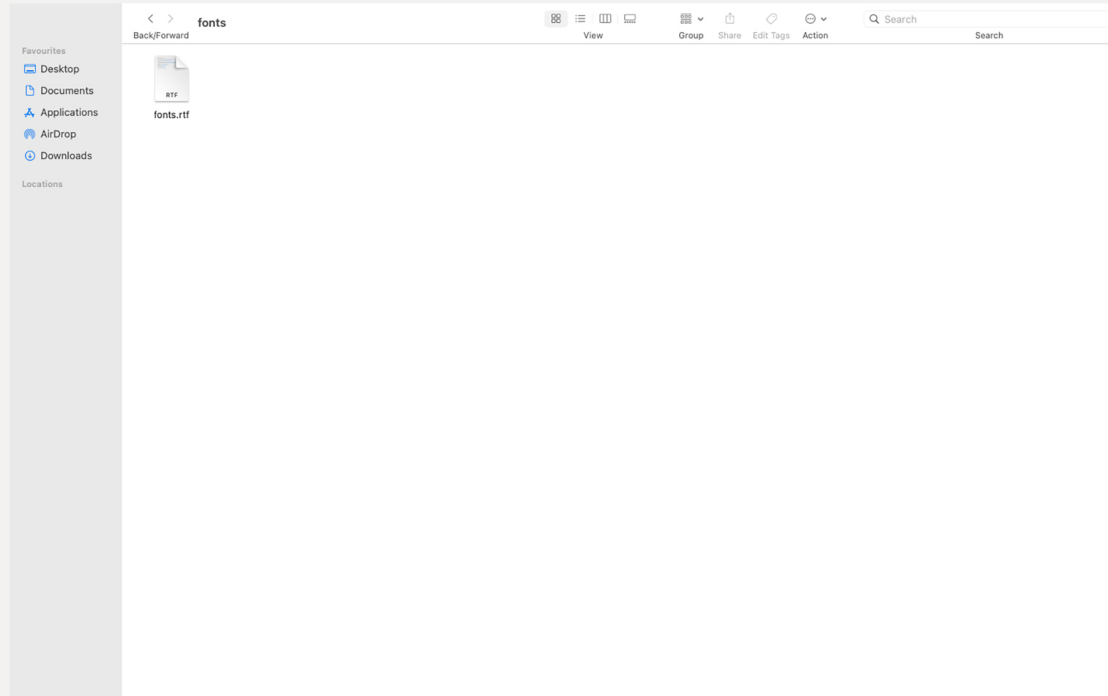 fonts
Search
Back/Forward
View
Group
Share
Edit Tags
Action
Search
Favourites
Desktop
Documents
Applications
AirDrop
Downloads
Locations
RTF
fonts.rtf